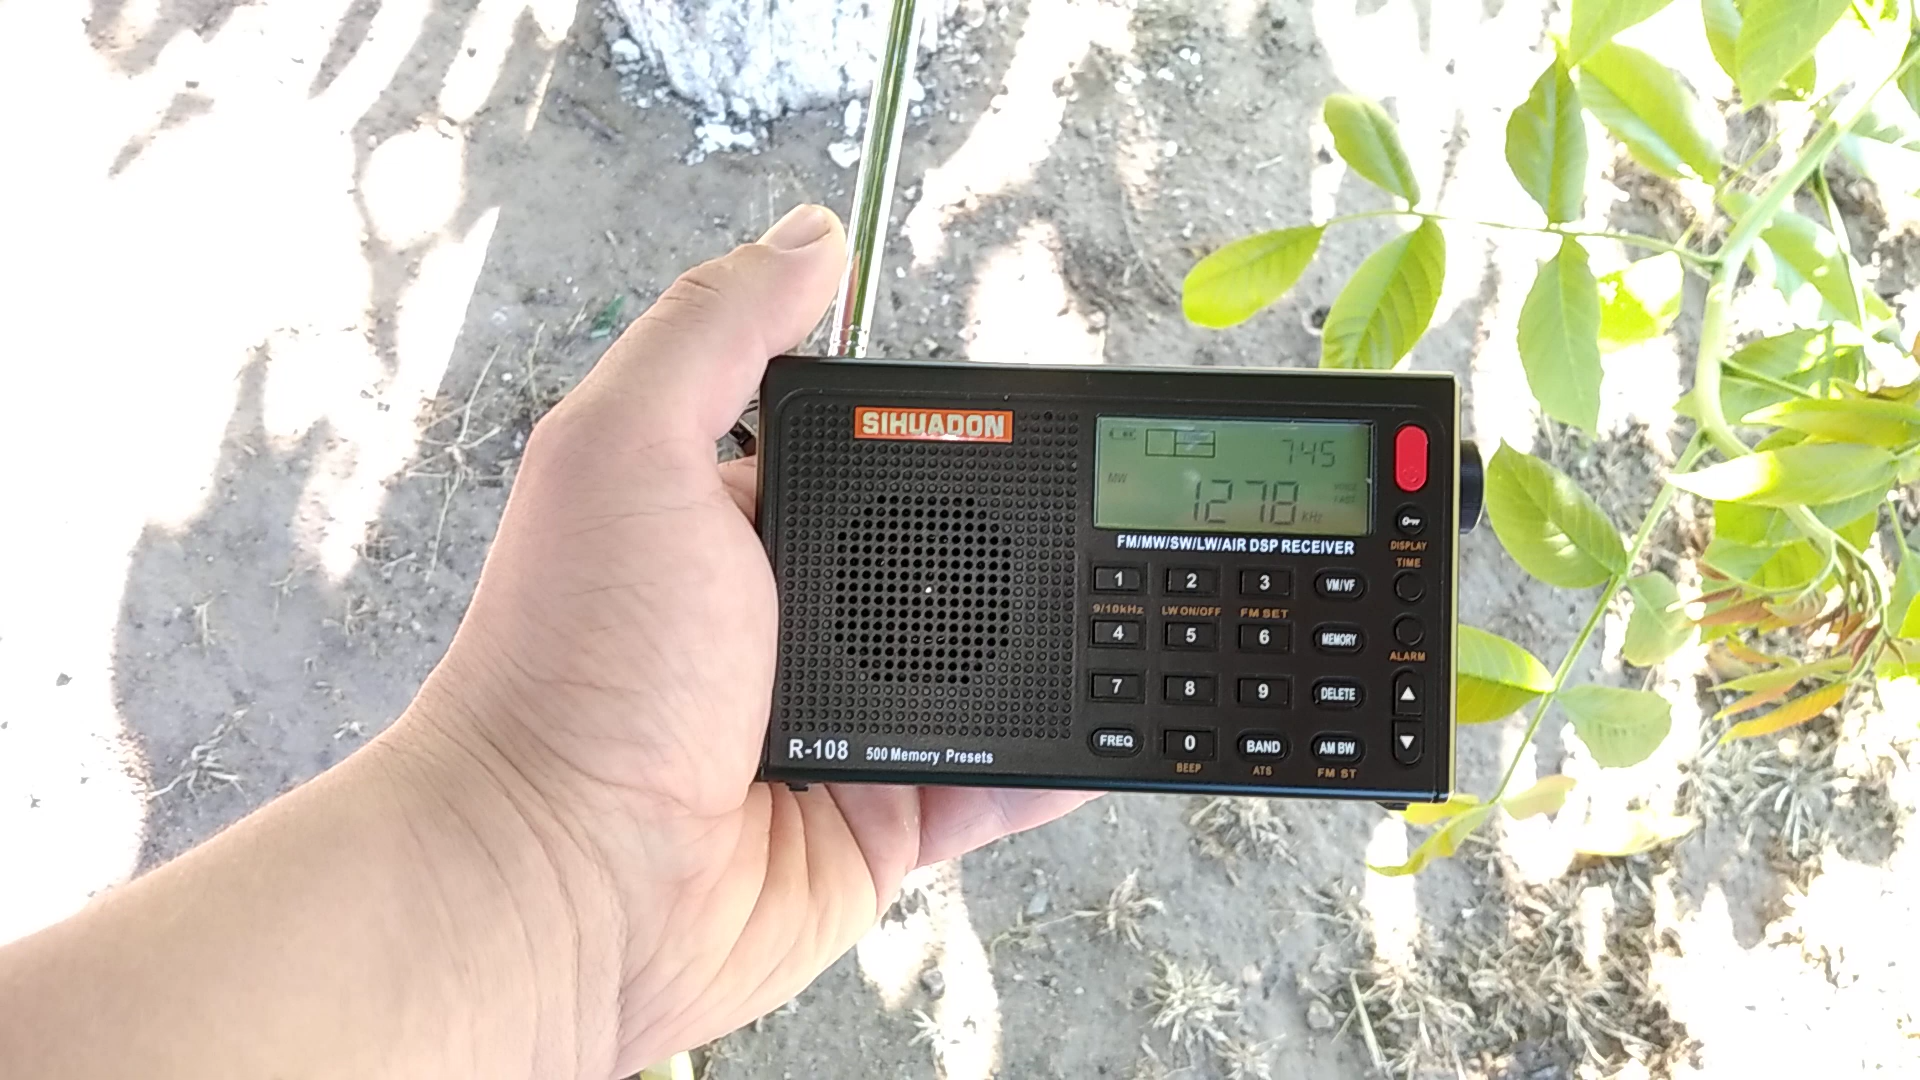 SIHUADON
7:45
MW
1278 KHz
FM/MW/SW/LW/AIR DSP RECEIVER
DISPLAY
1 2 3 VM/VF
TIME
9/10kHz LW ON/OFF FM SET
4 5 6 MEMORY
ALARM
7 8 9 DELETE
FREQ 0 BAND AM BW
BEEP ATS FM ST
R-108 500 Memory Presets